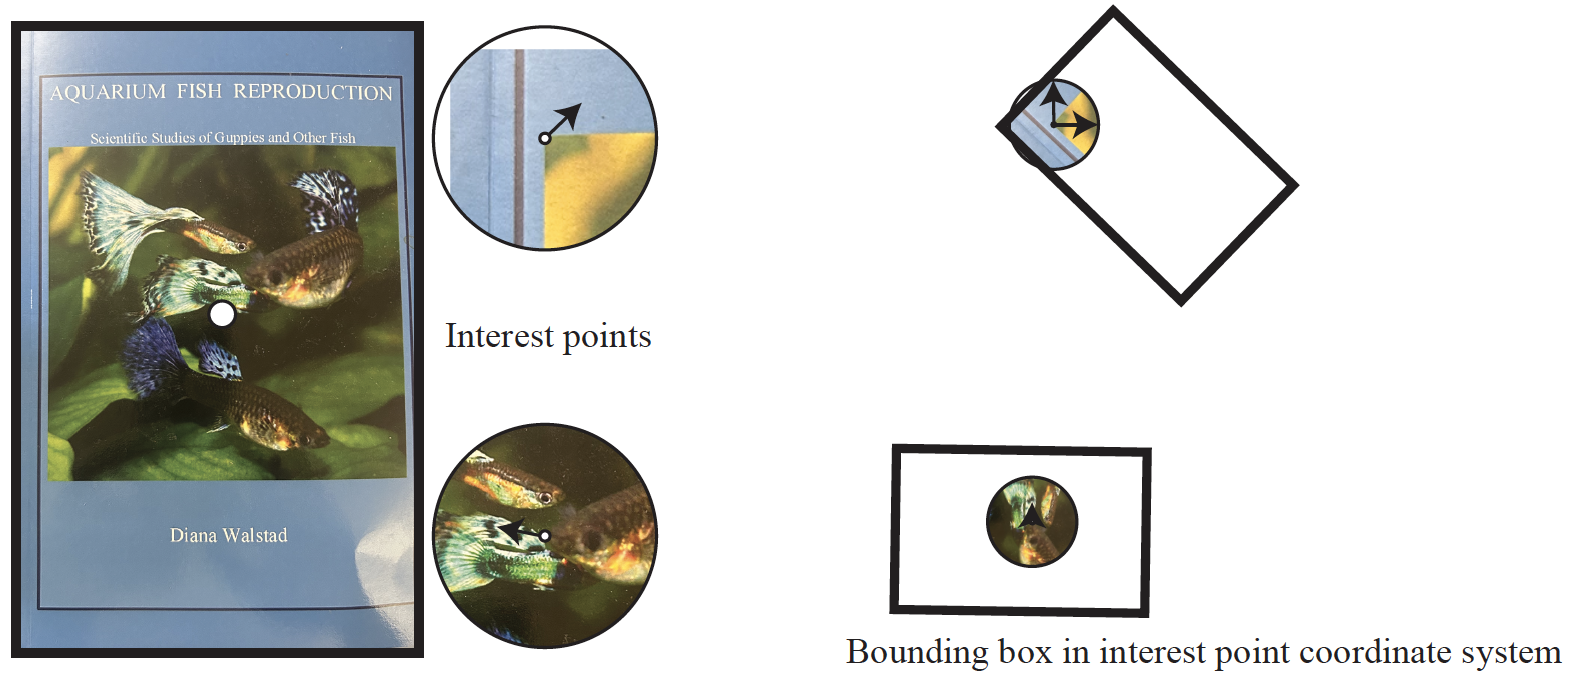 AQUARIUM FISH REPRODUCTION
Scientific Studies of Guppies and Other Fish
Diana Walstad
Interest points
Bounding box in interest point coordinate system